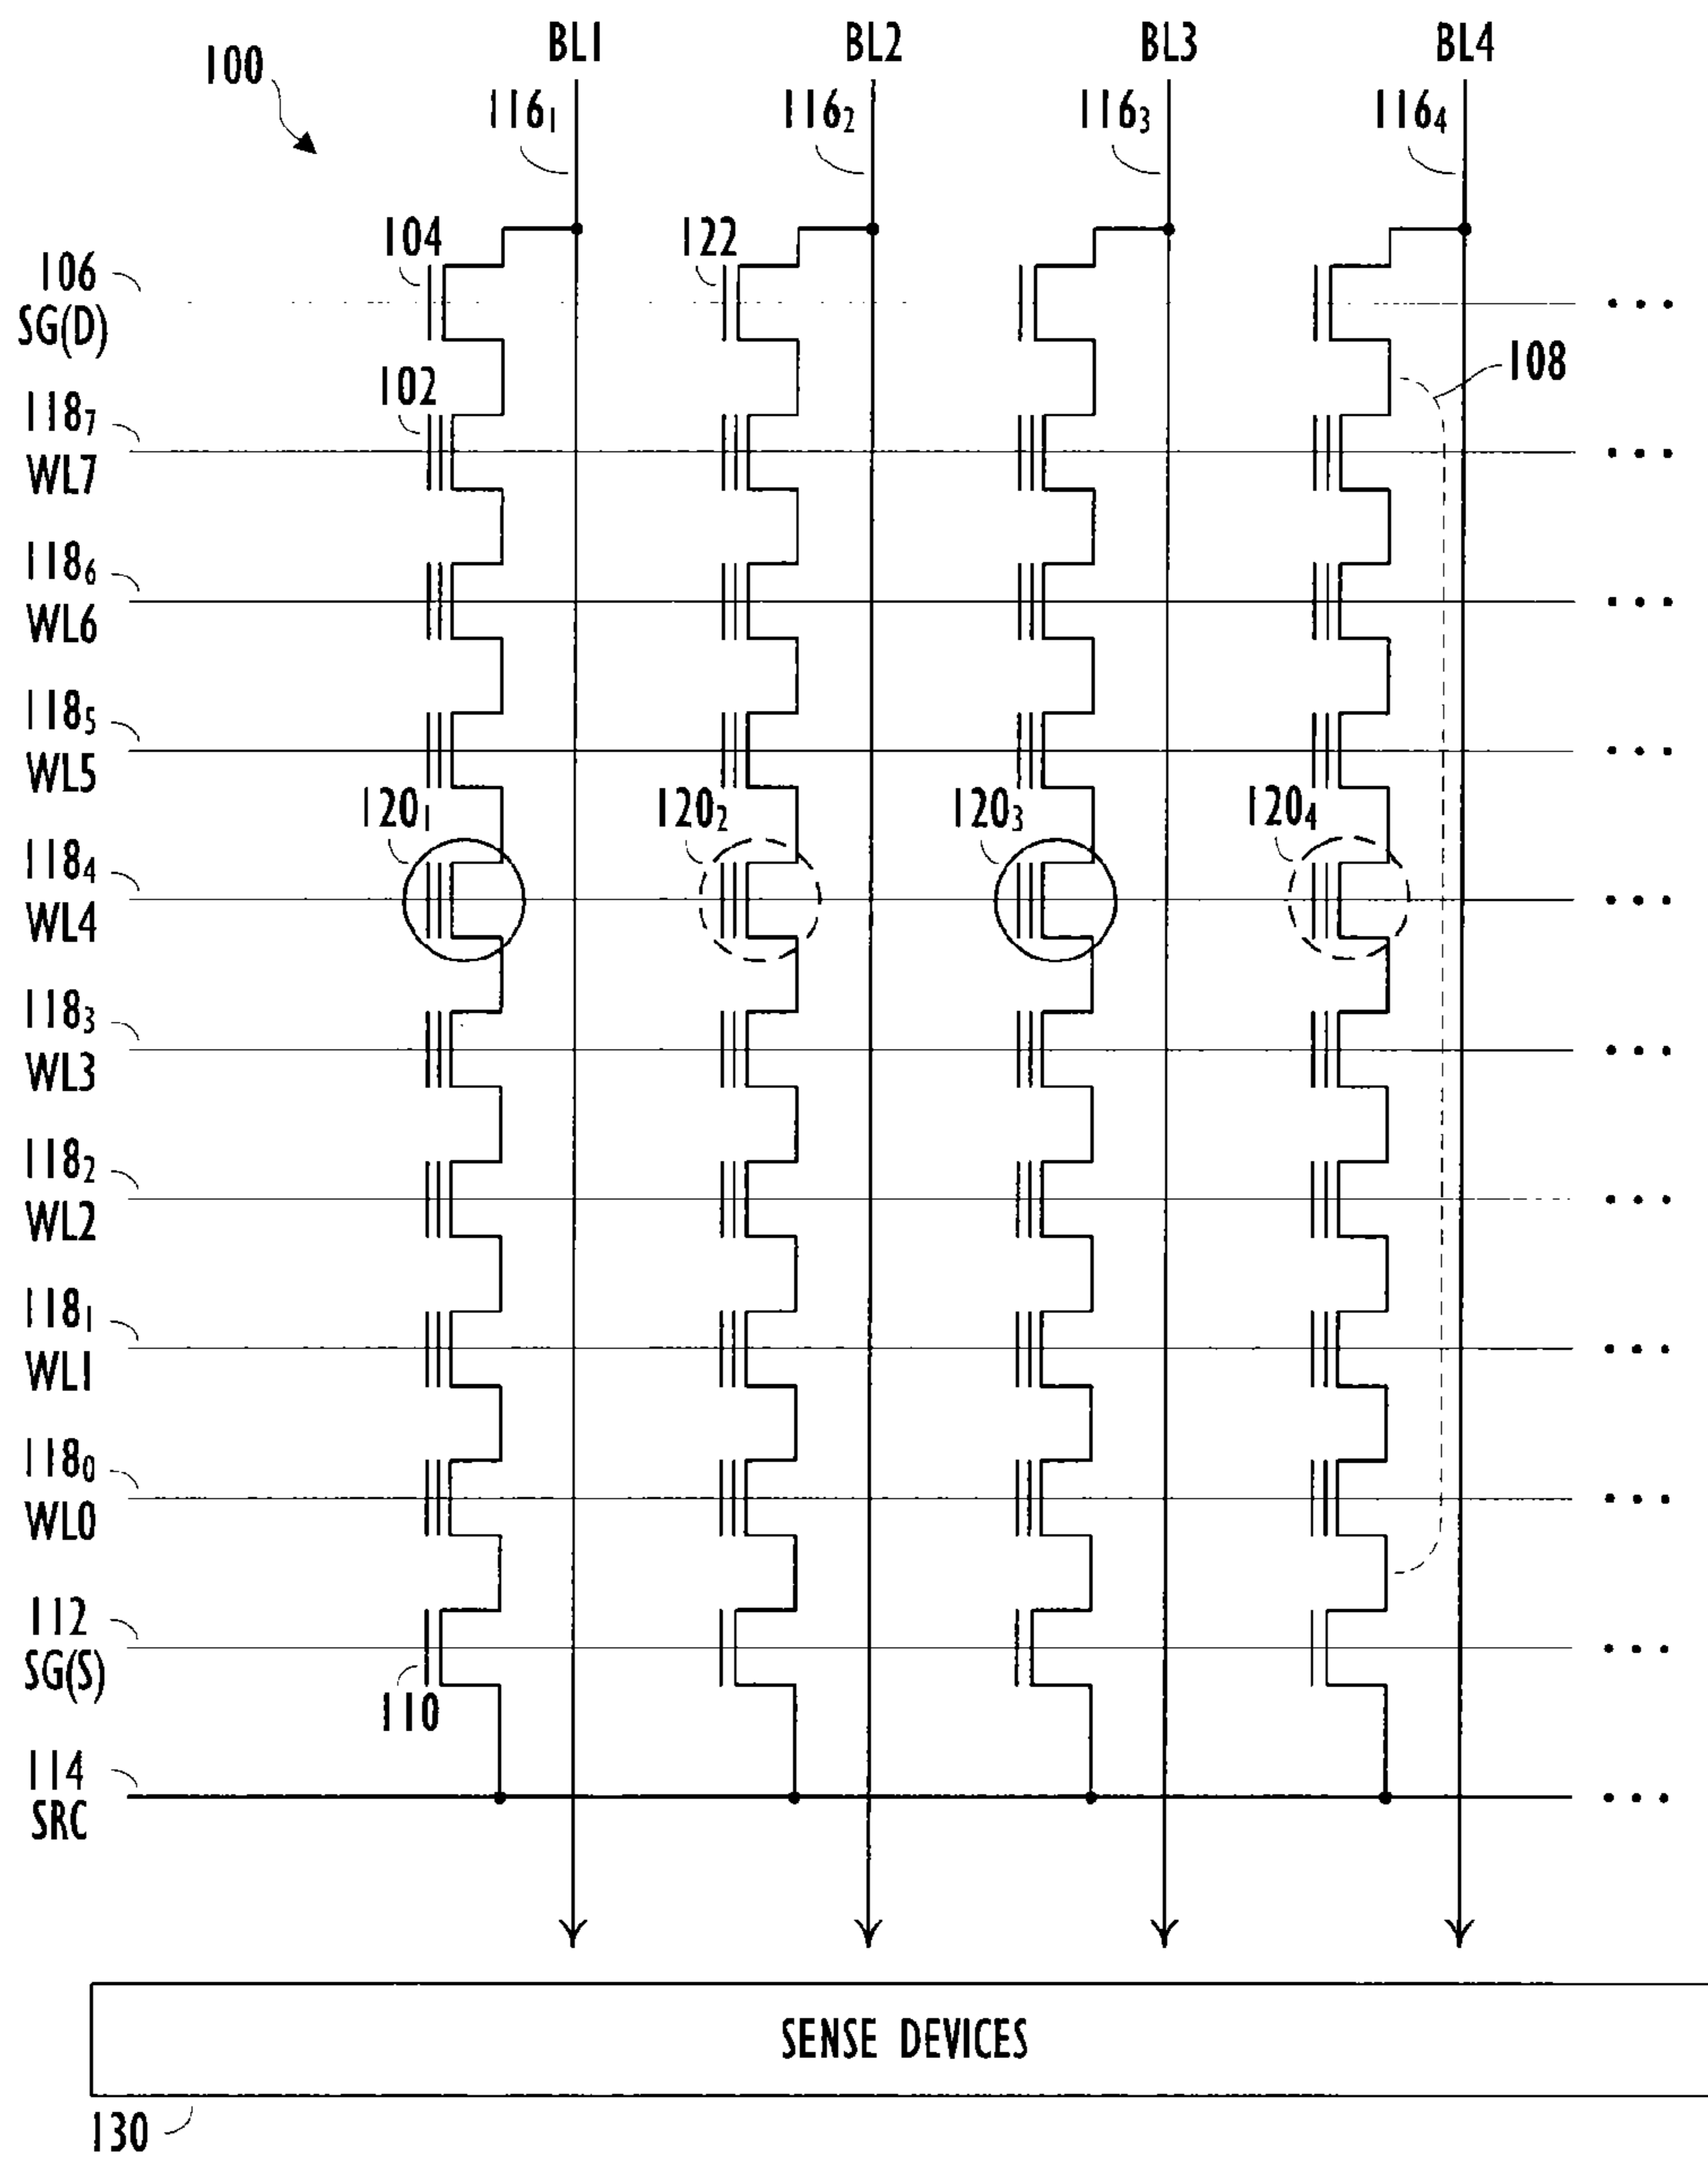 BL1 BL2 BL3 BL4
100
116₁ 116₂ 116₃ 116₄
104 122
106
SG(D)
108
102
118₇
WL7
118₆
WL6
118₅
WL5
120₁ 120₂ 120₃ 120₄
118₄
WL4
118₃
WL3
118₂
WL2
118₁
WL1
118₀
WL0
112
SG(S)
110
114
SRC
SENSE DEVICES
130